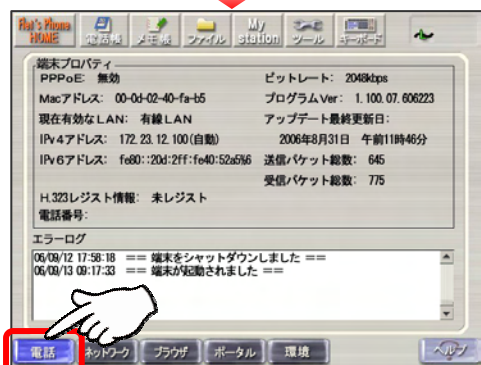 Flet's Phone HOME 電話帳 メモ帳 ファイル My station ツール キーボード
端末プロパティ
PPPoE: 無効 ビットレート: 2048kbps
Macアドレス: 00-0d-02-40-fa-b5 プログラムVer: 1.100.07.606223
現在有効なLAN: 有線LAN アップデート最終更新日:
IPv4アドレス: 172.23.12.100(自動) 2006年8月31日 午前11時46分
IPv6アドレス: fe80::20d:2ff:fe40:52a5%6 送信パケット総数: 645
受信パケット総数: 775
H.323レジスト情報: 未レジスト
電話番号:
エラーログ
06/09/12 17:58:18 == 端末をシャットダウンしました ==
06/09/13 09:17:33 == 端末が起動されました ==
電話 ネットワーク ブラウザ ポータル 環境 ヘルプ